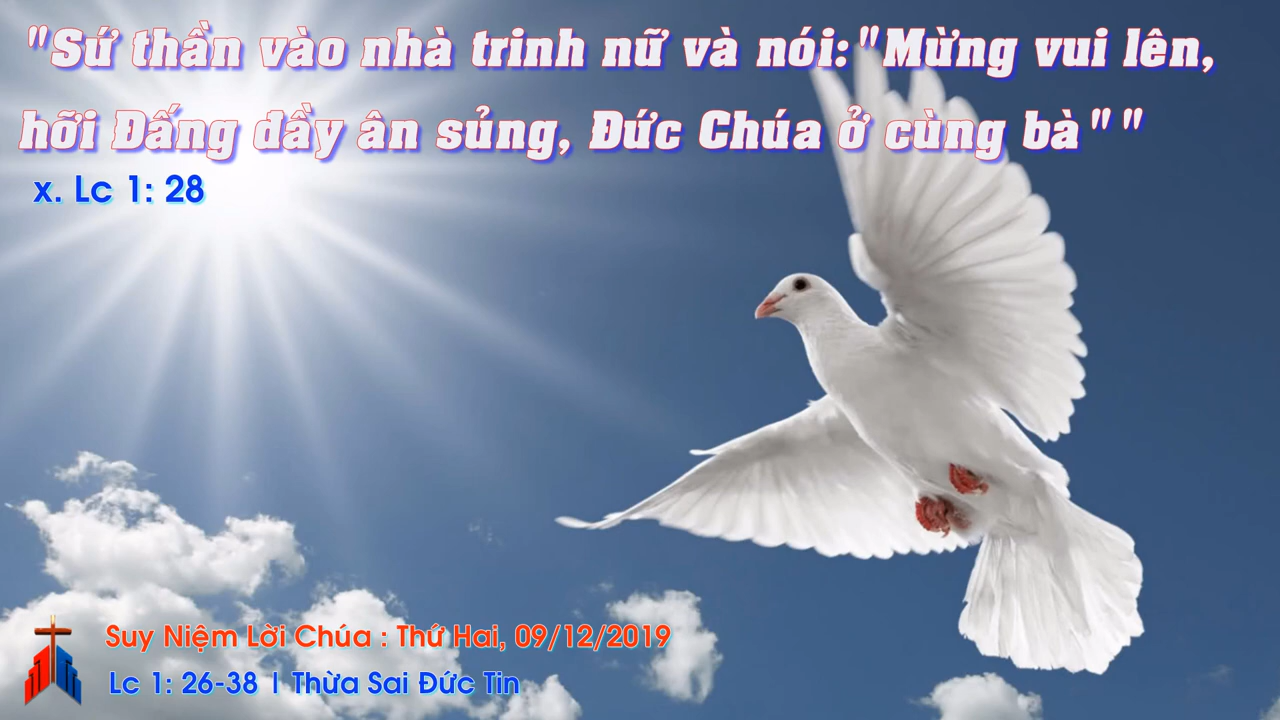 "Sứ thần vào nhà trinh nữ và nói:"Mừng vui lên,
hỡi Đấng đầy ân sủng, Đức Chúa ở cùng bà""
x. Lc 1: 28
Suy Niệm Lời Chúa : Thứ Hai, 09/12/2019
Lc 1: 26-38 | Thừa Sai Đức Tin